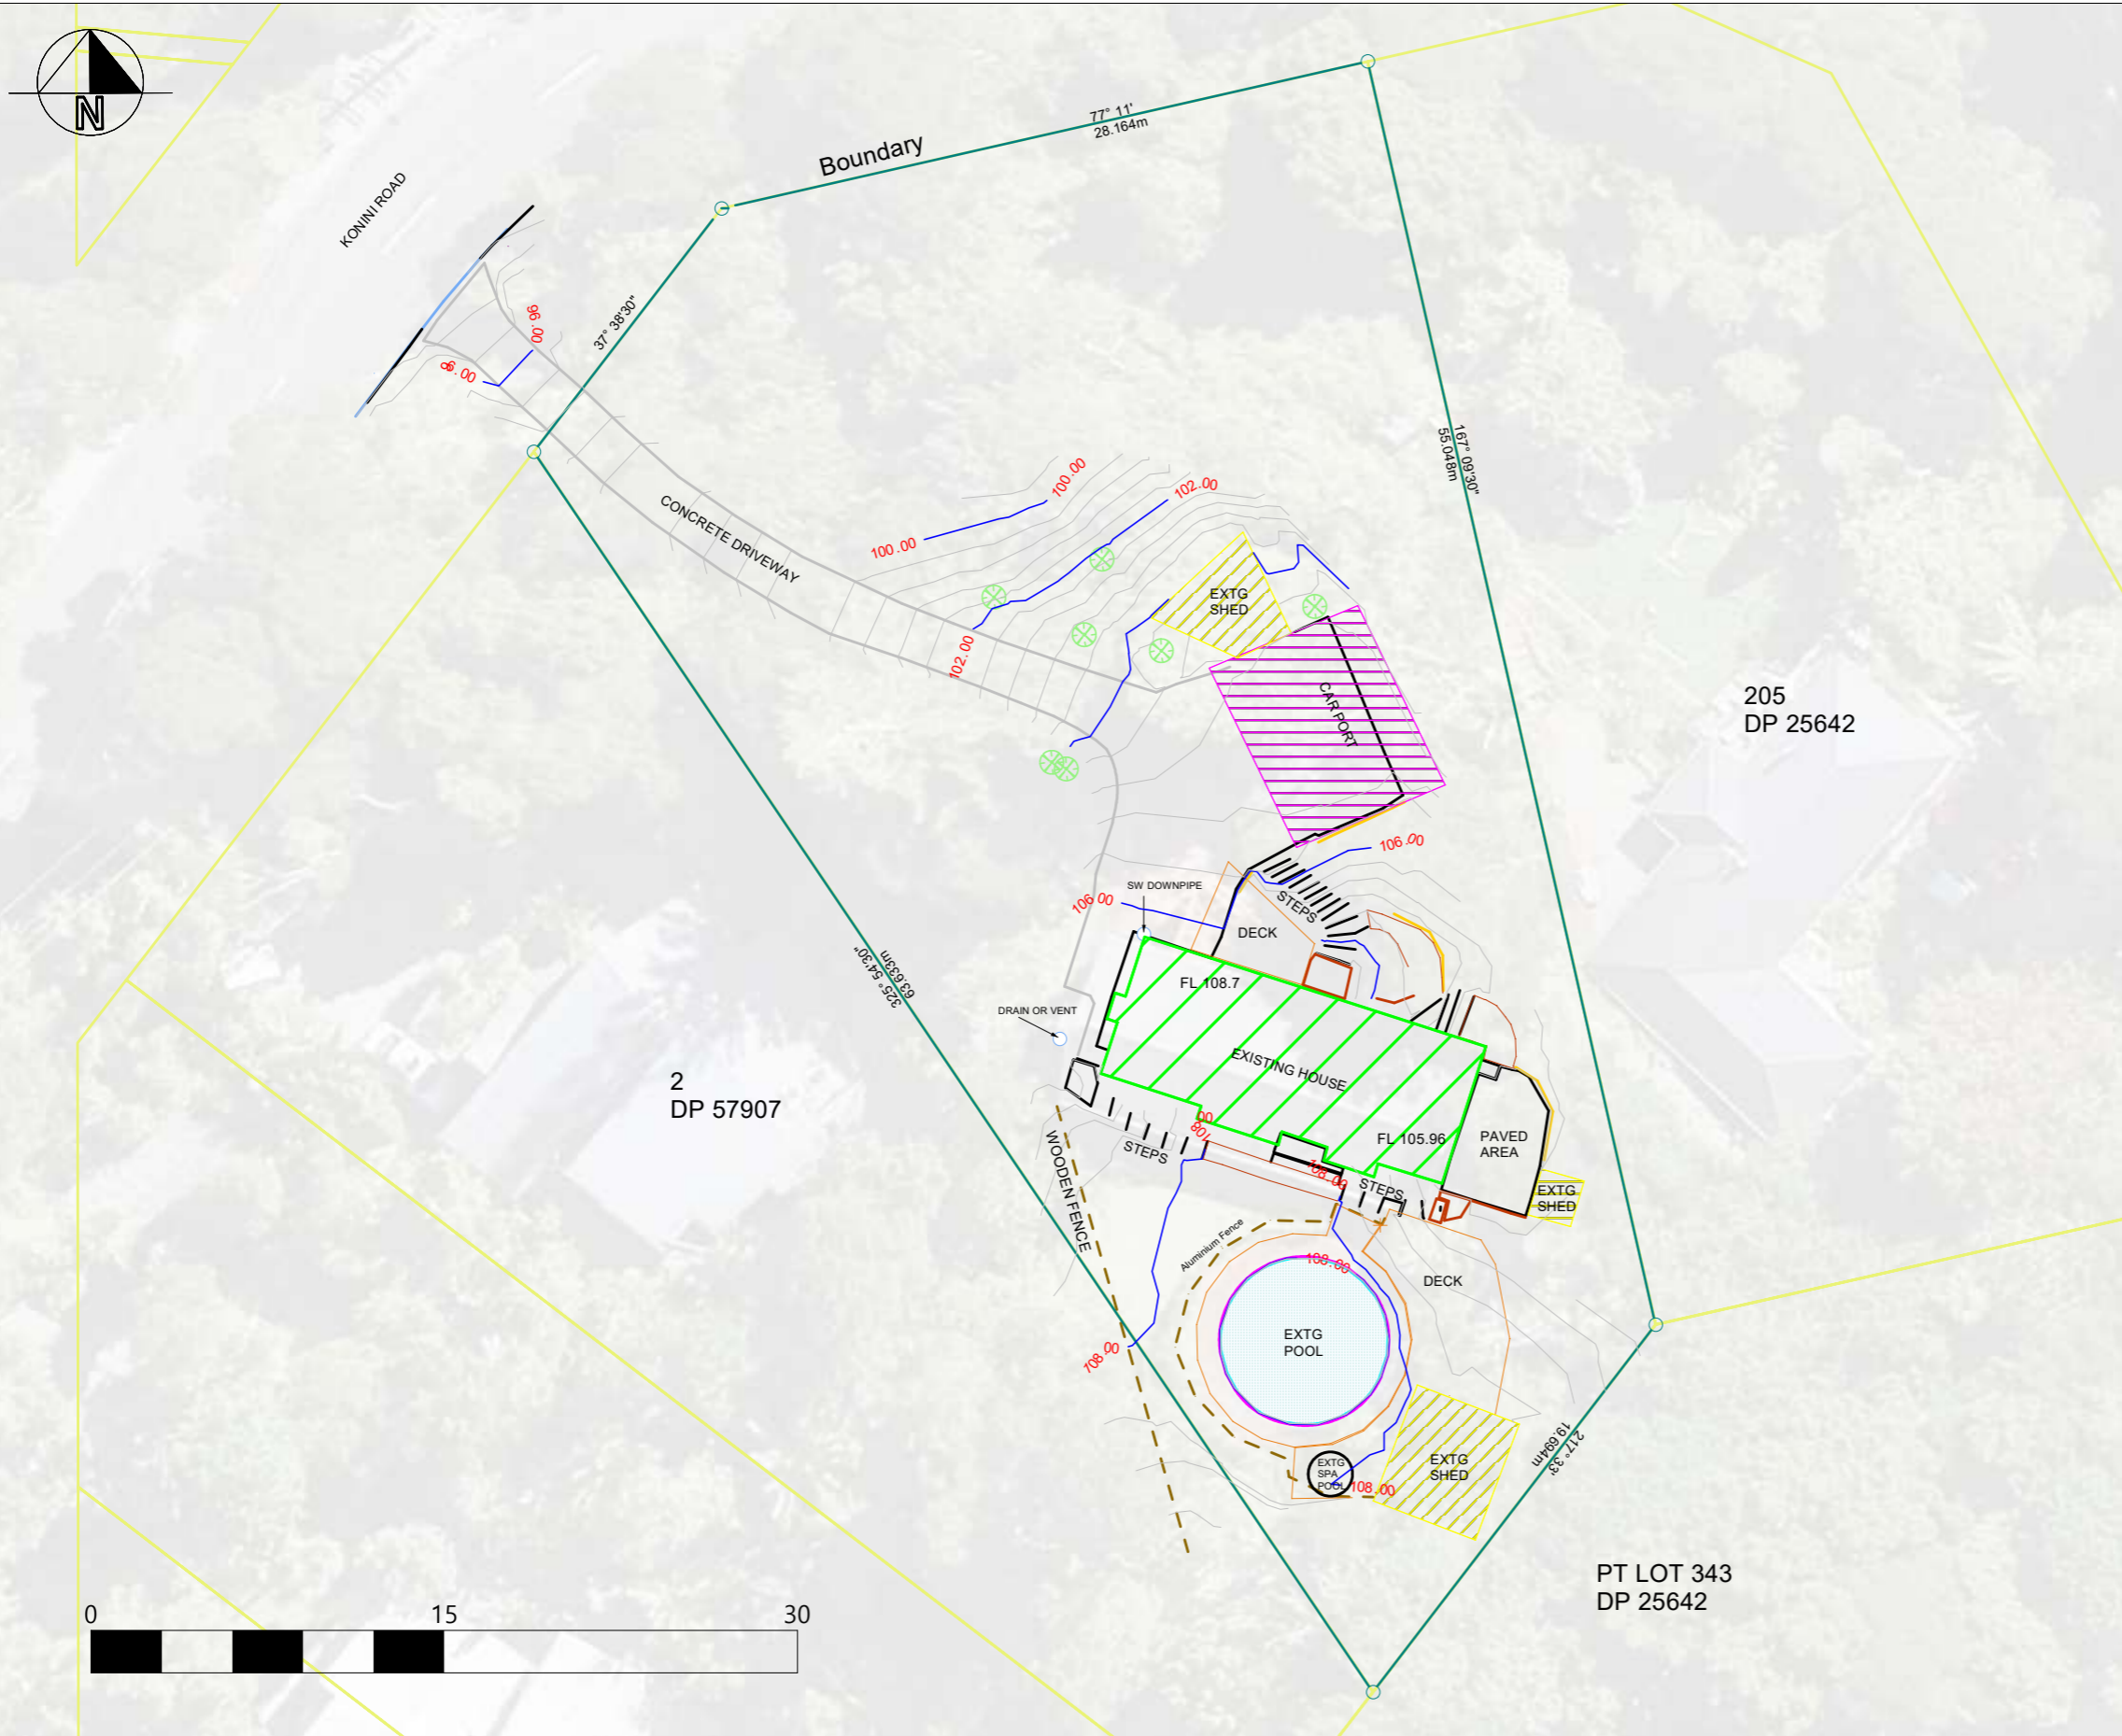 N
KONINI ROAD
Boundary
77° 11'
28.164m
37° 38'30"
96.00
96.00
CONCRETE DRIVEWAY
100.00
100.00
102.00
102.00
167° 09'30"
55.048m
EXTG
SHED
CAR PORT
205
DP 25642
106.00
106.00
SW DOWNPIPE
STEPS
DECK
FL 108.7
325° 54'30"
63.633m
DRAIN OR VENT
EXISTING HOUSE
2
DP 57907
FL 105.96
PAVED
AREA
108.00
STEPS
WOODEN FENCE
108.00
STEPS
EXTG
SHED
Aluminium Fence
108.00
DECK
EXTG
POOL
108.00
217° 33'
19.694m
EXTG
SHED
EXTG
SPA
POOL
108.00
PT LOT 343
DP 25642
0 15 30